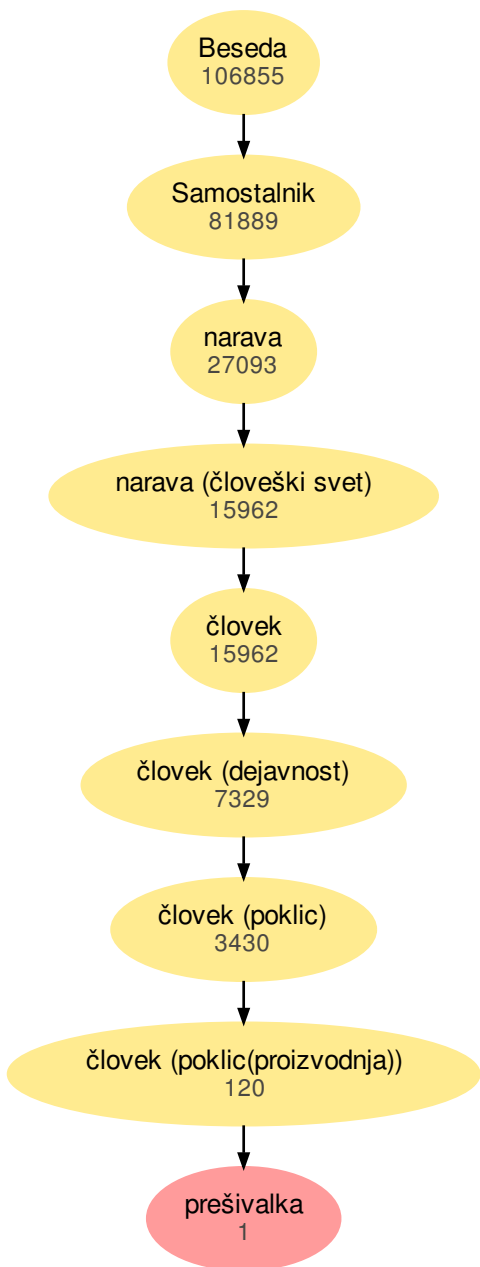 Beseda
106855
Samostalnik
81889
narava
27093
narava (človeški svet)
15962
človek
15962
človek (dejavnost)
7329
človek (poklic)
3430
človek (poklic(proizvodnja))
120
prešivalka
1